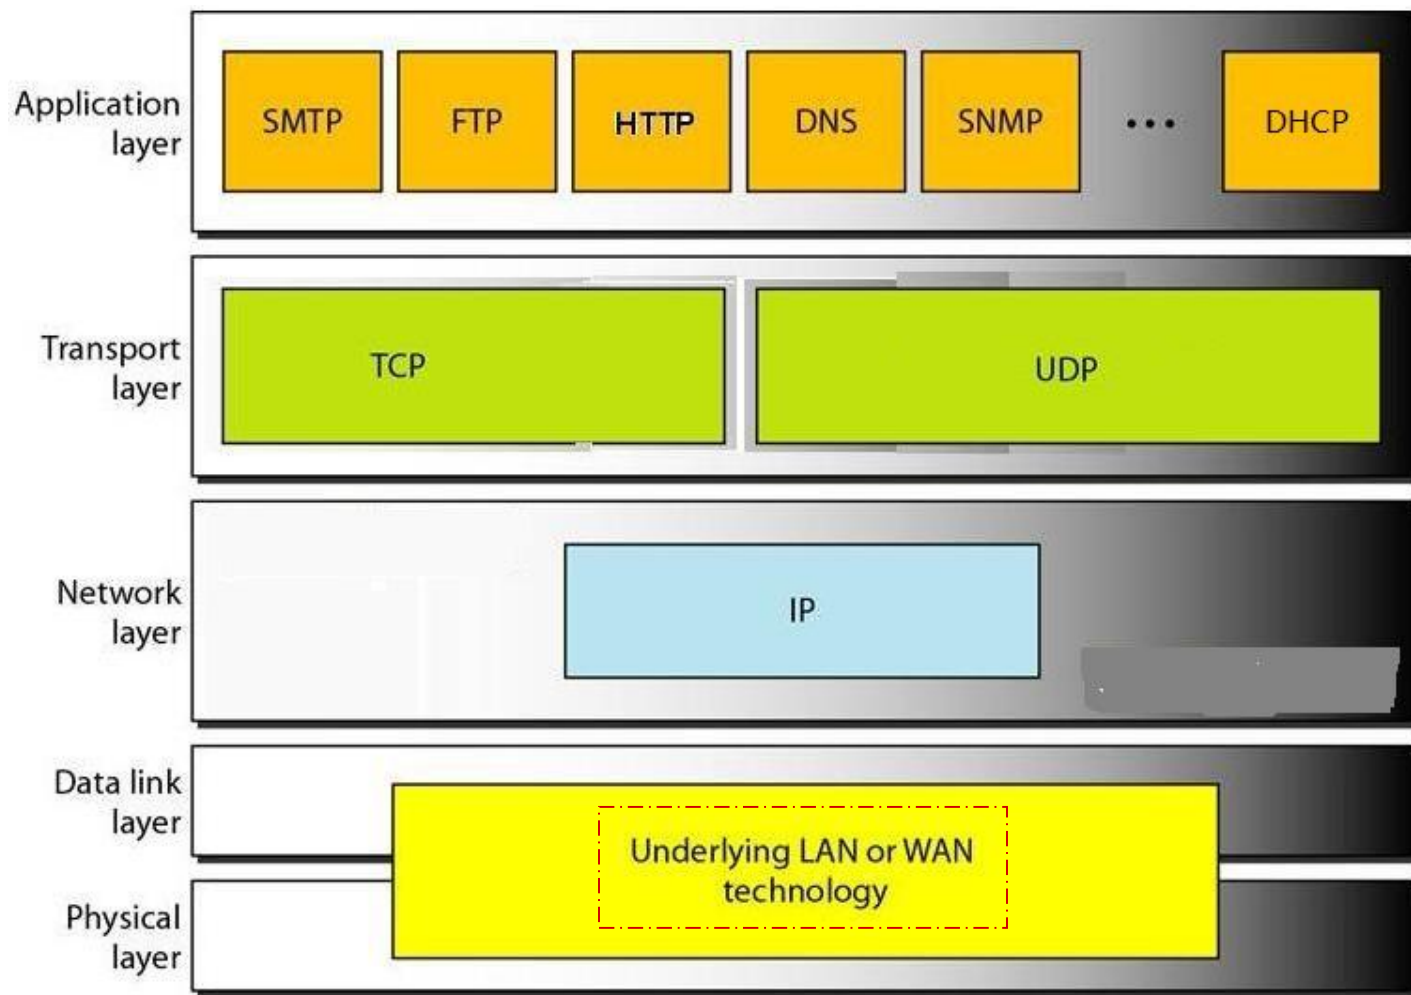 Application
layer
SMTP
FTP
HTTP
DNS
SNMP
...
DHCP
Transport
layer
TCP
UDP
Network
layer
IP
Data link
layer
Underlying LAN or WAN
technology
Physical
layer